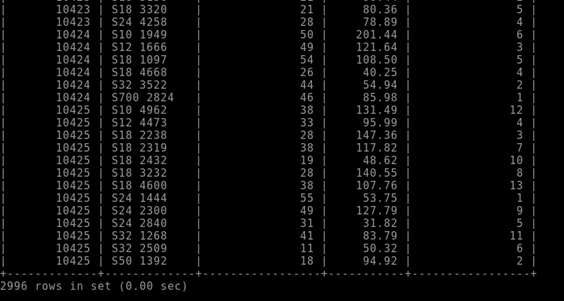 | 10423 | S18 3320 | 21 | 80.36 | 5 |
| 10423 | S24 4258 | 28 | 78.89 | 4 |
| 10424 | S10 1949 | 50 | 201.44 | 6 |
| 10424 | S12 1666 | 49 | 121.64 | 3 |
| 10424 | S18 1097 | 54 | 108.50 | 5 |
| 10424 | S18 4668 | 26 | 40.25 | 4 |
| 10424 | S32 3522 | 44 | 54.94 | 2 |
| 10424 | S700 2824 | 46 | 85.98 | 1 |
| 10425 | S10 4962 | 38 | 131.49 | 12 |
| 10425 | S12 4473 | 33 | 95.99 | 4 |
| 10425 | S18 2238 | 28 | 147.36 | 3 |
| 10425 | S18 2319 | 38 | 117.82 | 7 |
| 10425 | S18 2432 | 19 | 48.62 | 10 |
| 10425 | S18 3232 | 28 | 140.55 | 8 |
| 10425 | S18 4600 | 38 | 107.76 | 13 |
| 10425 | S24 1444 | 55 | 53.75 | 1 |
| 10425 | S24 2300 | 49 | 127.79 | 9 |
| 10425 | S24 2840 | 31 | 31.82 | 5 |
| 10425 | S32 1268 | 41 | 83.79 | 11 |
| 10425 | S32 2509 | 11 | 50.32 | 6 |
| 10425 | S50 1392 | 18 | 94.92 | 2 |
+-------------+-------------+-----------------+-----------+-----------------+
2996 rows in set (0.00 sec)